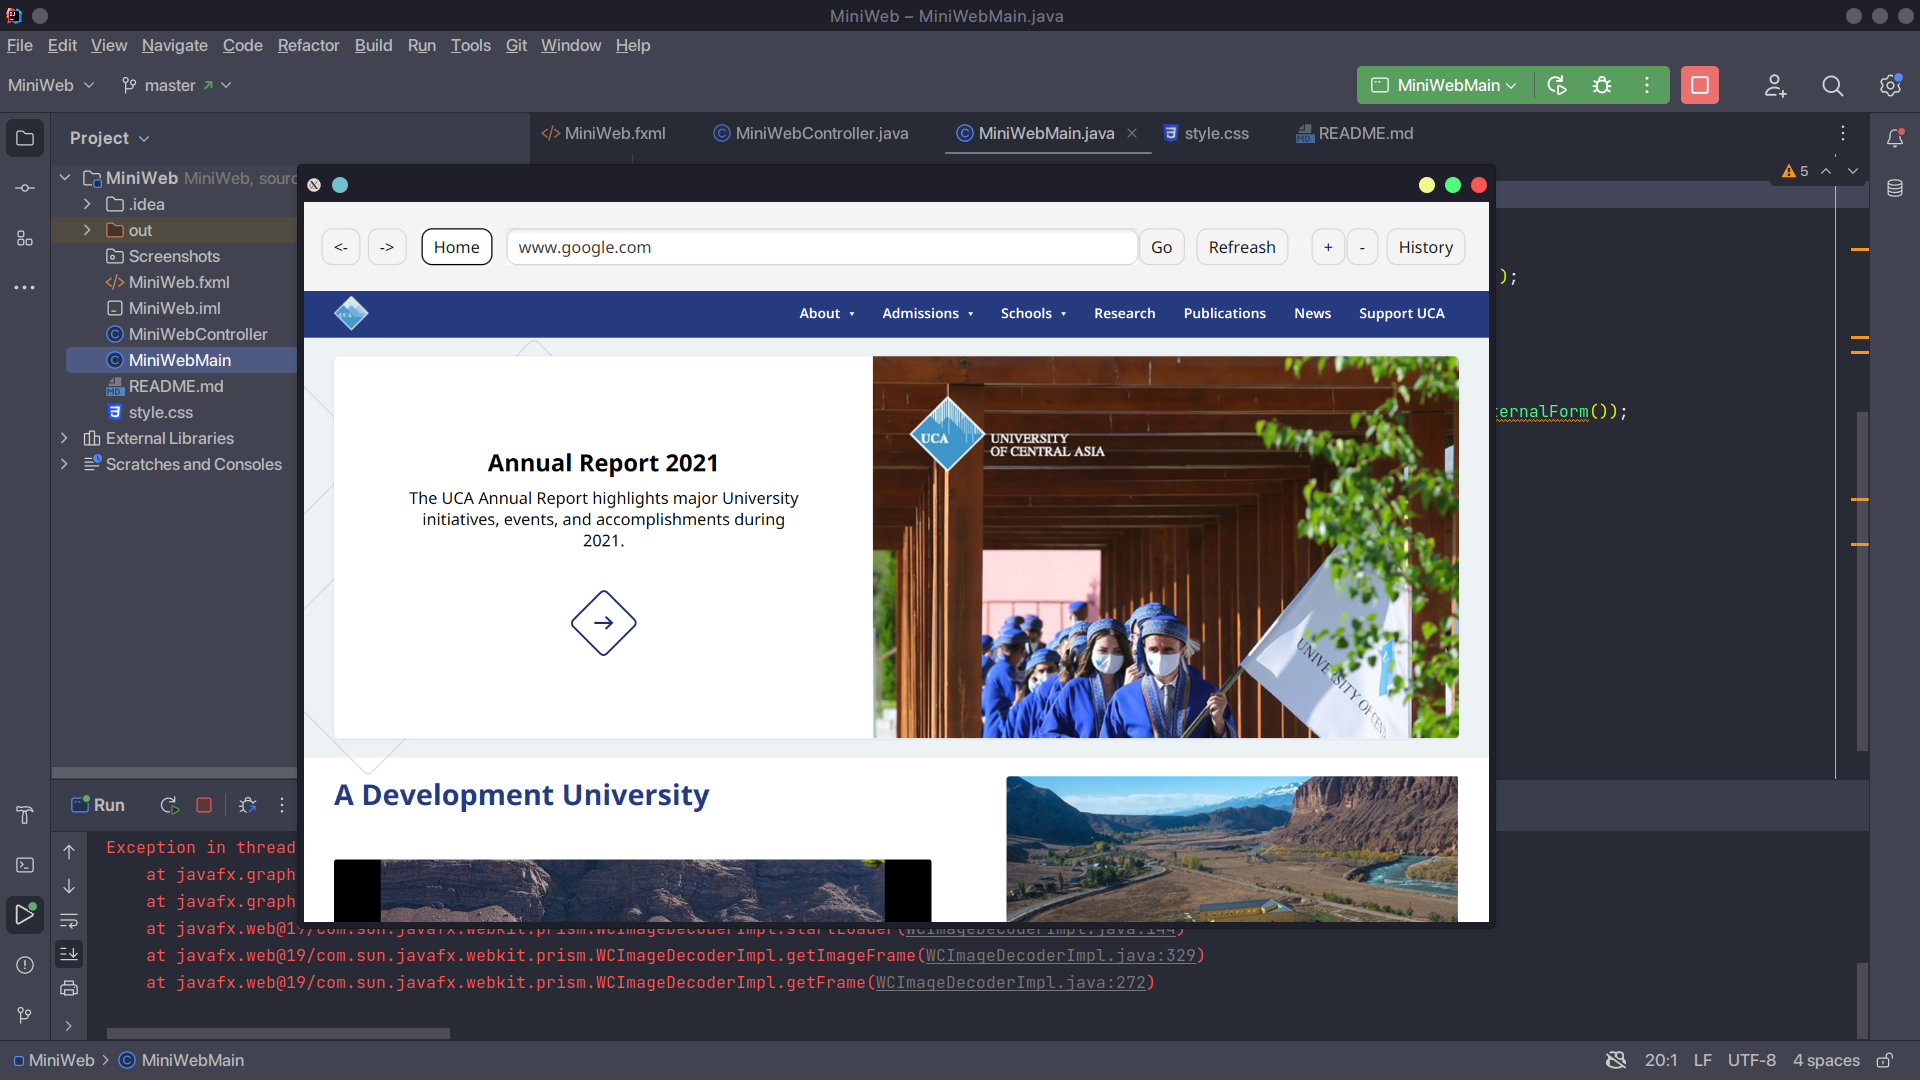 MiniWeb – MiniWebMain.java
File Edit View Navigate Code Refactor Build Run Tools Git Window Help
MiniWeb master MiniWebMain
Project
MiniWeb.fxml MiniWebController.java MiniWebMain.java style.css README.md
MiniWeb MiniWeb, sourc
5
.idea
out
Screenshots
MiniWeb.fxml
MiniWeb.iml
MiniWebController
MiniWebMain
README.md
style.css
External Libraries
Scratches and Consoles
<- -> Home www.google.com Go Refreash + - History
);
About Admissions Schools Research Publications News Support UCA
ternalForm());
Annual Report 2021
The UCA Annual Report highlights major University
initiatives, events, and accomplishments during
2021.
UCA
UNIVERSITY
OF CENTRAL ASIA
UNIVERSITY OF CENT
A Development University
Run
Exception in thread
at javafx.graph
at javafx.graph
at javafx.web@19/com.sun.javafx.webkit.prism.WCImageDecoderImpl.startLoader(WCImageDecoderImpl.java:144)
at javafx.web@19/com.sun.javafx.webkit.prism.WCImageDecoderImpl.getImageFrame(WCImageDecoderImpl.java:329)
at javafx.web@19/com.sun.javafx.webkit.prism.WCImageDecoderImpl.getFrame(WCImageDecoderImpl.java:272)
MiniWeb > MiniWebMain
20:1 LF UTF-8 4 spaces